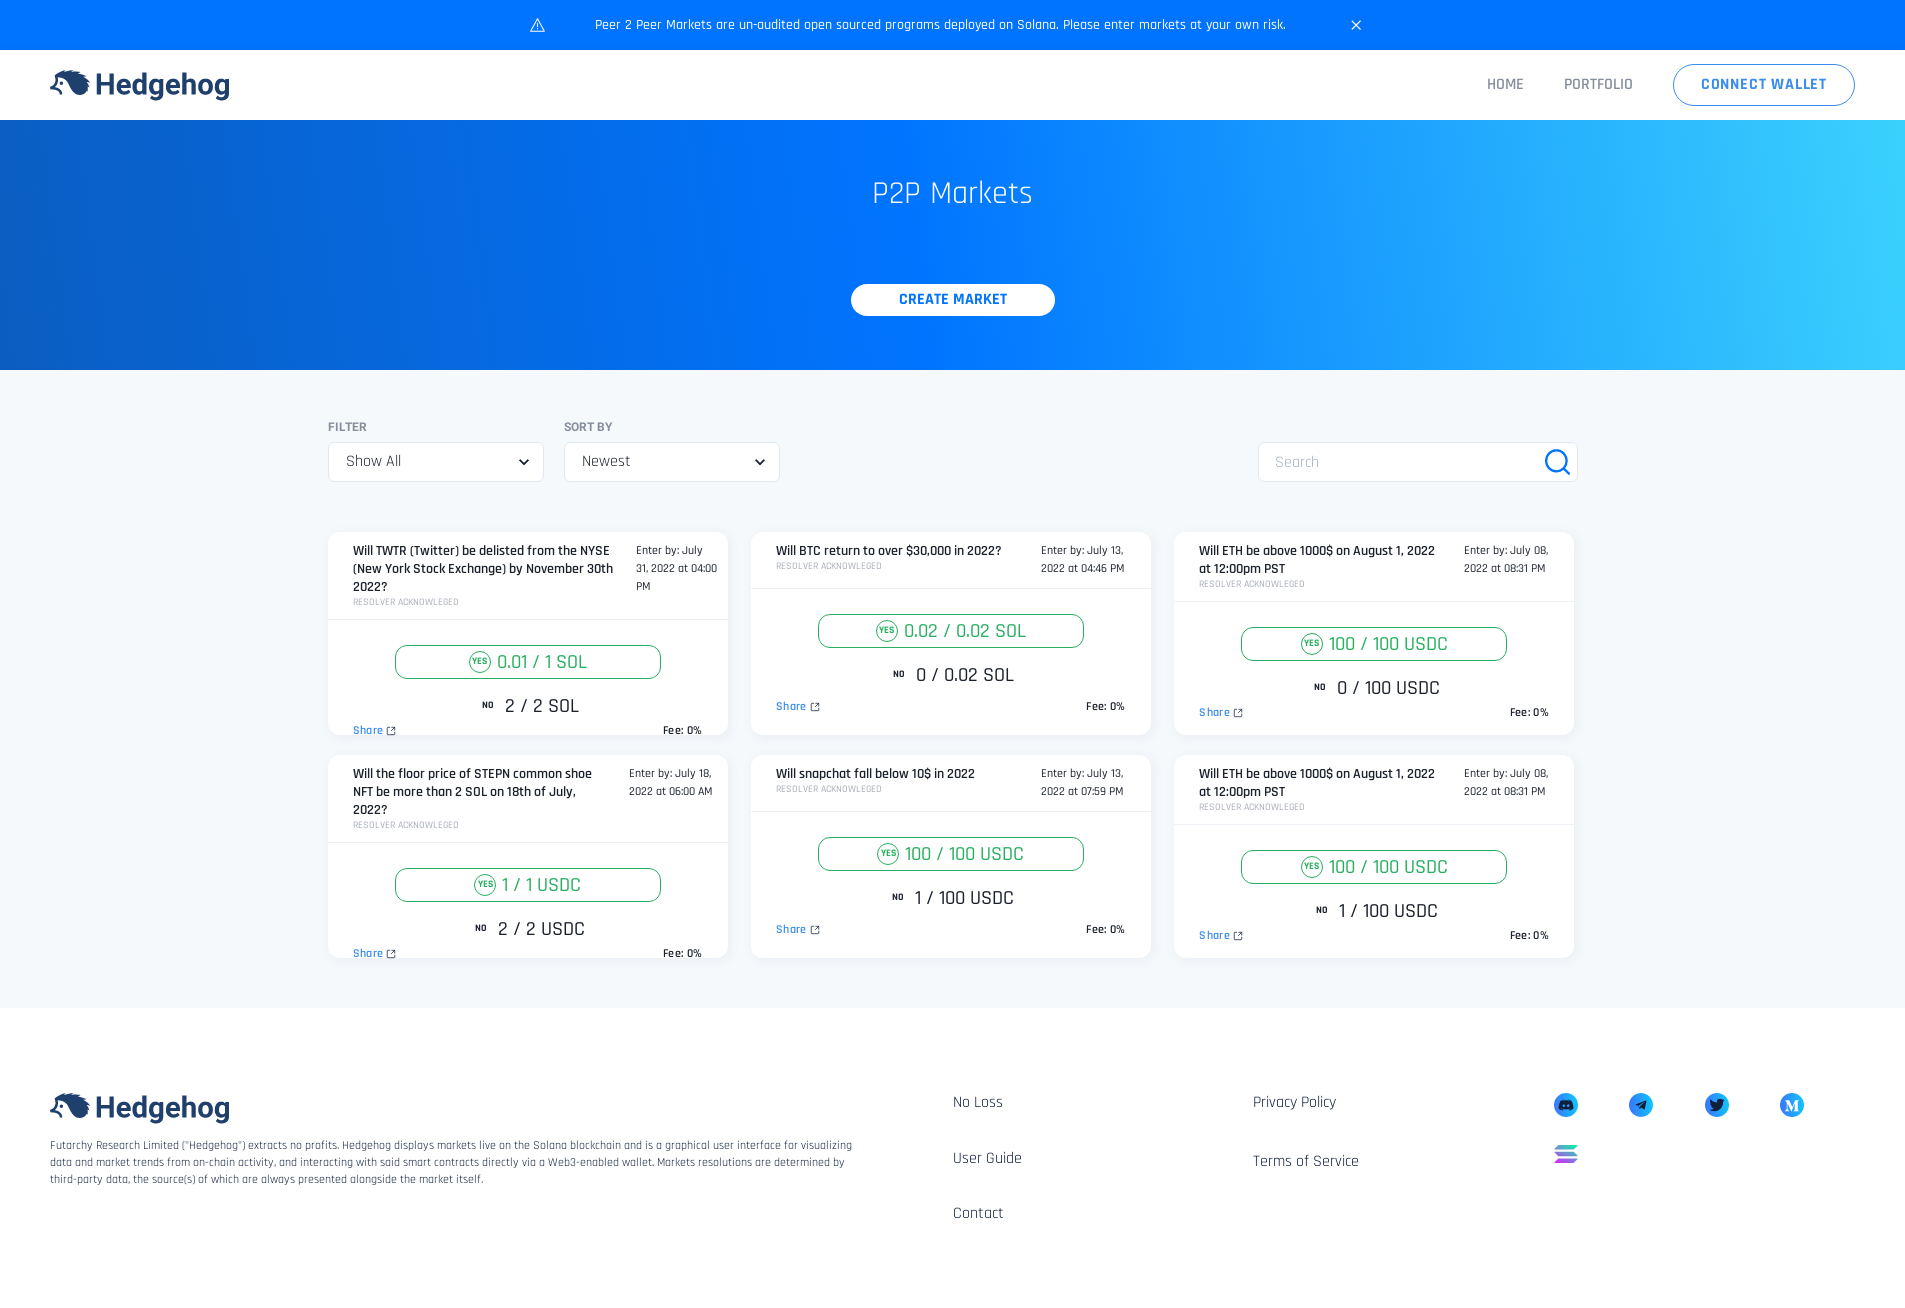 Peer 2 Peer Markets are un-audited open sourced programs deployed on Solana. Please enter markets at your own risk.
Hedgehog
HOME
PORTFOLIO
CONNECT WALLET
P2P Markets
CREATE MARKET
FILTER
SORT BY
Show All
Newest
Search
Will TWTR (Twitter) be delisted from the NYSE
(New York Stock Exchange) by November 30th
2022?
RESOLVER ACKNOWLEGED
Enter by: July
31, 2022 at 04:00
PM
YES 0.01 / 1 SOL
NO 2 / 2 SOL
Share
Fee: 0%
Will BTC return to over $30,000 in 2022?
RESOLVER ACKNOWLEGED
Enter by: July 13,
2022 at 04:46 PM
YES 0.02 / 0.02 SOL
NO 0 / 0.02 SOL
Share
Fee: 0%
Will ETH be above 1000$ on August 1, 2022
at 12:00pm PST
RESOLVER ACKNOWLEGED
Enter by: July 08,
2022 at 08:31 PM
YES 100 / 100 USDC
NO 0 / 100 USDC
Share
Fee: 0%
Will the floor price of STEPN common shoe
NFT be more than 2 SOL on 18th of July,
2022?
RESOLVER ACKNOWLEGED
Enter by: July 18,
2022 at 06:00 AM
YES 1 / 1 USDC
NO 2 / 2 USDC
Share
Fee: 0%
Will snapchat fall below 10$ in 2022
RESOLVER ACKNOWLEGED
Enter by: July 13,
2022 at 07:59 PM
YES 100 / 100 USDC
NO 1 / 100 USDC
Share
Fee: 0%
Will ETH be above 1000$ on August 1, 2022
at 12:00pm PST
RESOLVER ACKNOWLEGED
Enter by: July 08,
2022 at 08:31 PM
YES 100 / 100 USDC
NO 1 / 100 USDC
Share
Fee: 0%
Hedgehog
Futarchy Research Limited ("Hedgehog") extracts no profits. Hedgehog displays markets live on the Solana blockchain and is a graphical user interface for visualizing
data and market trends from on-chain activity, and interacting with said smart contracts directly via a Web3-enabled wallet. Markets resolutions are determined by
third-party data, the source(s) of which are always presented alongside the market itself.
No Loss
User Guide
Contact
Privacy Policy
Terms of Service
M